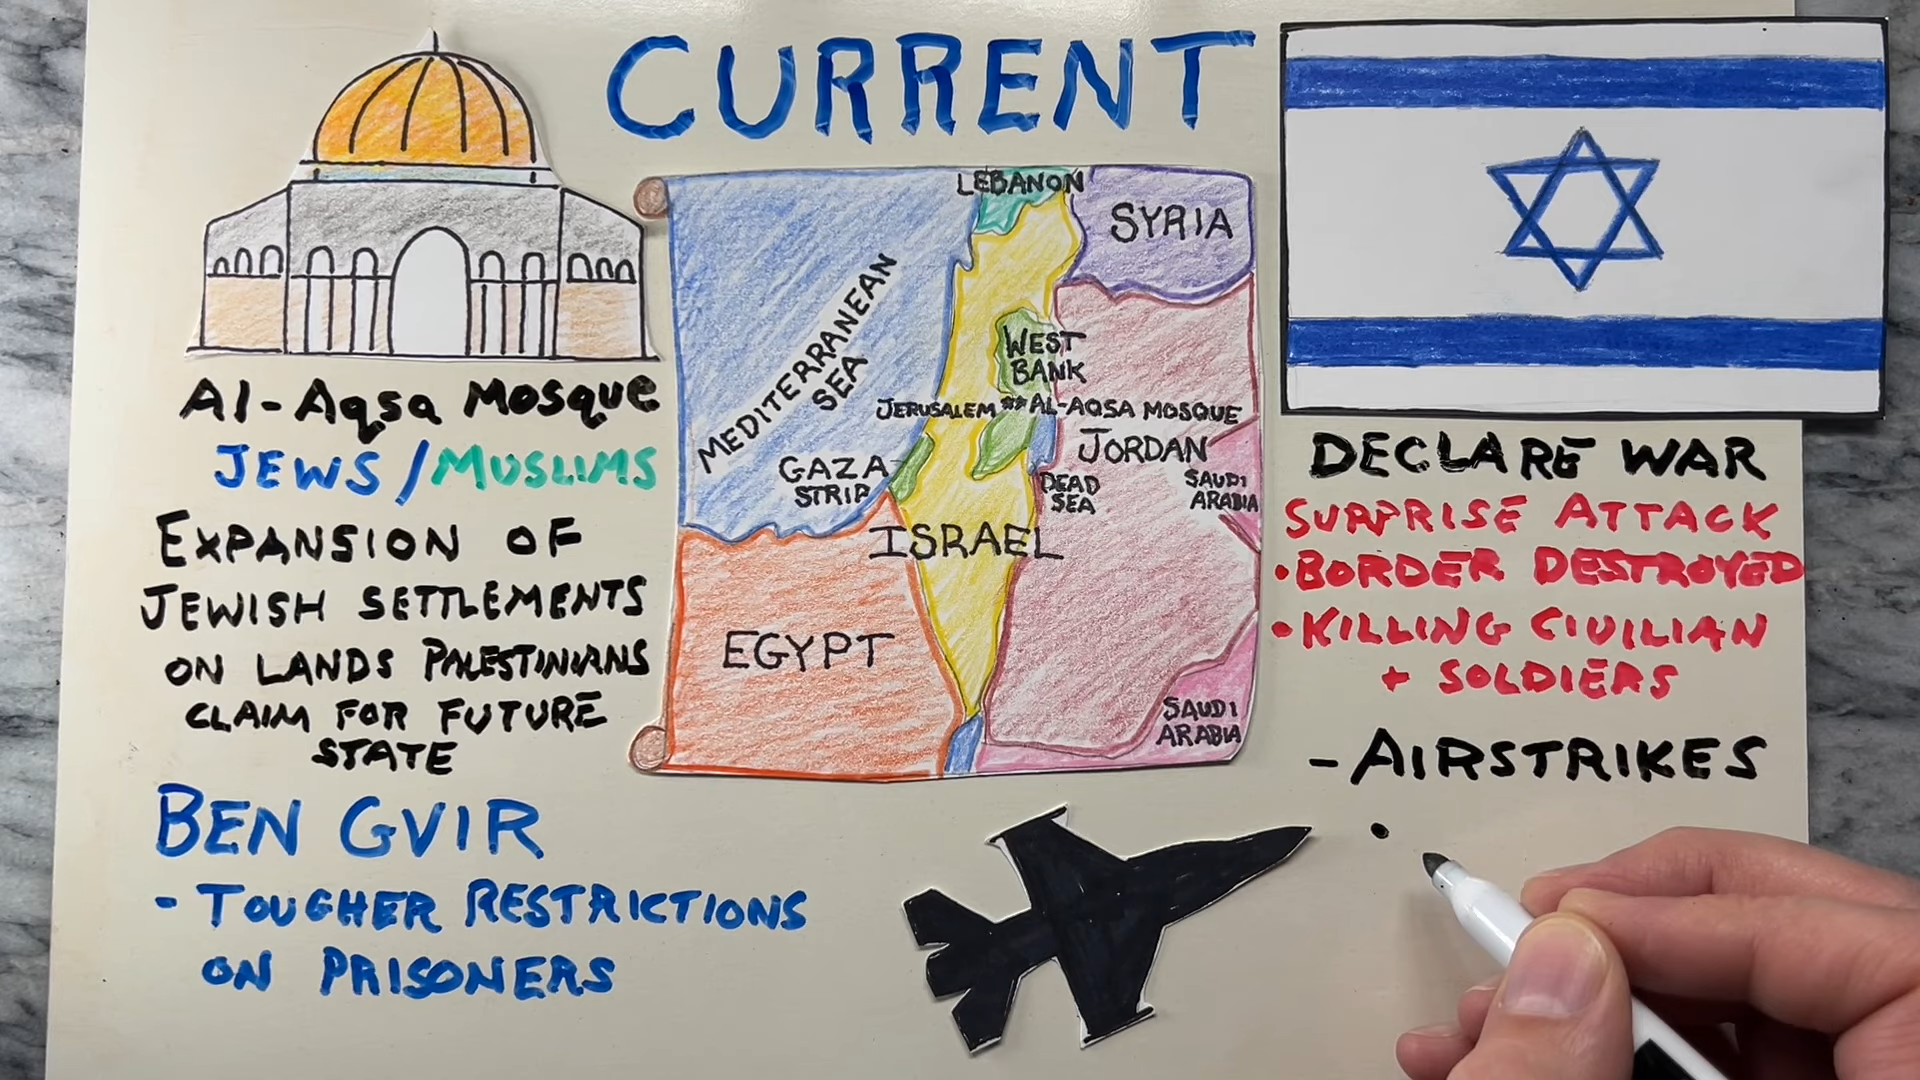 CURRENT
Al-Aqsa Mosque
JEWS/MUSLIMS
EXPANSION OF
JEWISH SETTLEMENTS
ON LANDS PALESTINIANS
CLAIM FOR FUTURE
STATE
BEN GVIR
- TOUGHER RESTRICTIONS
ON PRISONERS
LEBANON
SYRIA
MEDITERRANEAN
SEA
WEST
BANK
JERUSALEM ** AL-AQSA MOSQUE
JORDAN
GAZA
STRIP
DEAD
SEA
SAUDI
ARABIA
ISRAEL
EGYPT
SAUDI
ARABIA
DECLARE WAR
SURPRISE ATTACK
• BORDER DESTROYED
• KILLING CIVILIAN
+ SOLDIERS
- AIRSTRIKES
•